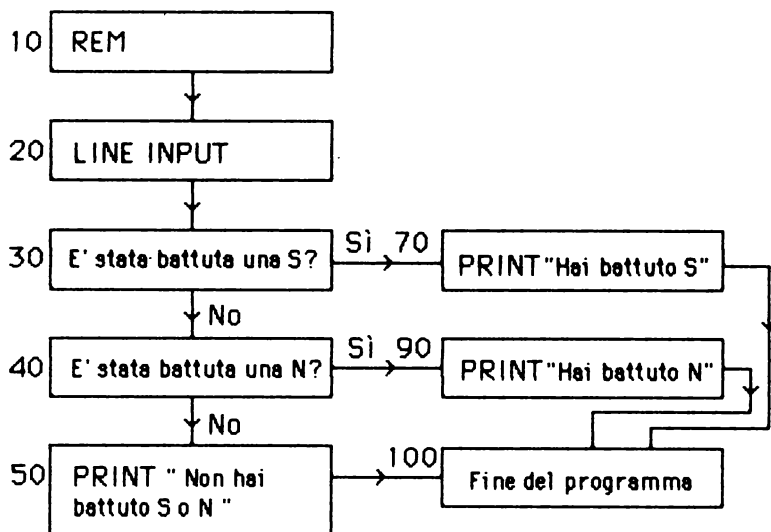 10 REM
20 LINE INPUT
30 E' stata battuta una S? Sì 70 PRINT "Hai battuto S"
No
40 E' stata battuta una N? Sì 90 PRINT "Hai battuto N"
No
50 PRINT " Non hai
battuto S o N "
100 Fine del programma